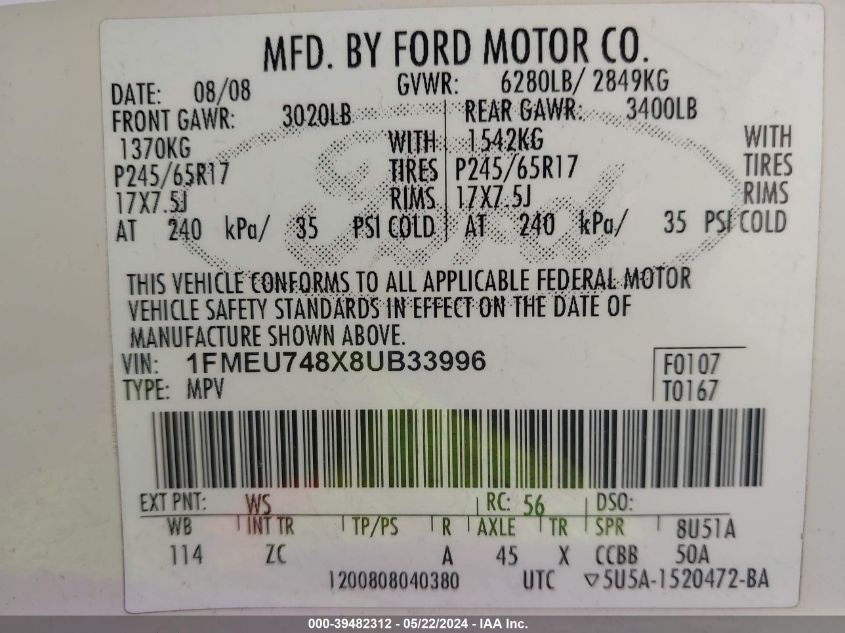 MFD. BY FORD MOTOR CO.
DATE: 08/08 GVWR: 6280LB/ 2849KG
FRONT GAWR: 3020LB REAR GAWR: 3400LB
1370KG WITH 1542KG WITH
P245/65R17 TIRES P245/65R17 TIRES
17X7.5J RIMS 17X7.5J RIMS
AT 240 kPa/ 35 PSI COLD AT 240 kPa/ 35 PSI COLD
Ford
THIS VEHICLE CONFORMS TO ALL APPLICABLE FEDERAL MOTOR
VEHICLE SAFETY STANDARDS IN EFFECT ON THE DATE OF
MANUFACTURE SHOWN ABOVE.
VIN: 1FMEU748X8UB33996 F0107
TYPE: MPV T0167
EXT PNT: WS RC: 56 DSO:
WB INT TR TP/PS R AXLE TR SPR 8U51A
114 ZC A 45 X CCBB 50A
1200808040380 UTC ▽5U5A-1520472-BA
000-39482312 - 05/22/2024 - IAA Inc.